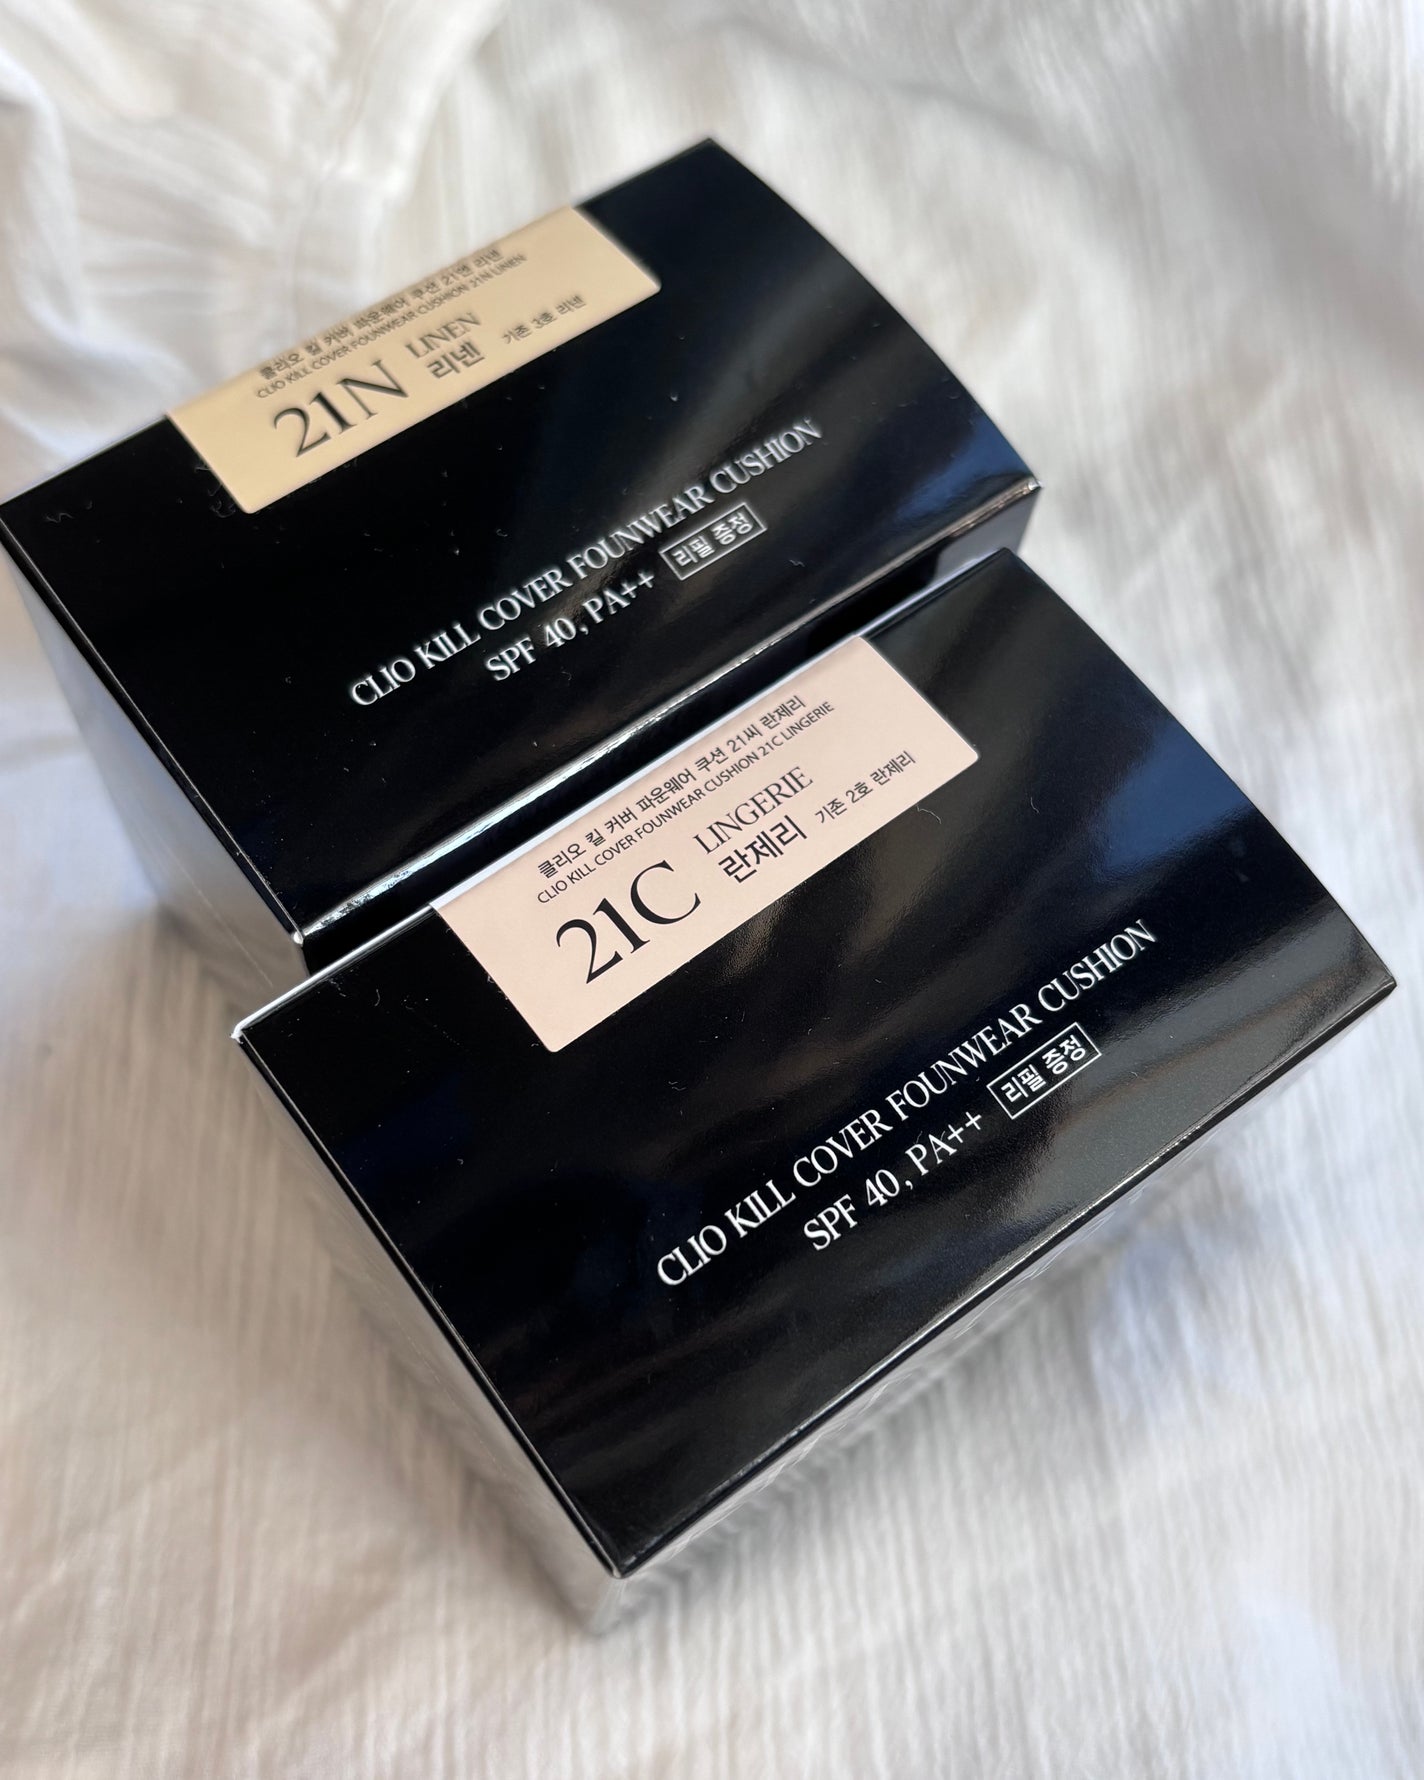 클리오 킬 커버 파운웨어 쿠션 21엔 리넨
CLIO KILL COVER FOUNWEAR CUSHION 21N LINEN
21N LINEN
리넨 기존 3호 리넨
CLIO KILL COVER FOUNWEAR CUSHION
SPF 40, PA++ 리필 증정
클리오 킬 커버 파운웨어 쿠션 21씨 란제리
CLIO KILL COVER FOUNWEAR CUSHION 21C LINGERIE
21C LINGERIE
란제리 기존 2호 란제리
CLIO KILL COVER FOUNWEAR CUSHION
SPF 40, PA++ 리필 증정